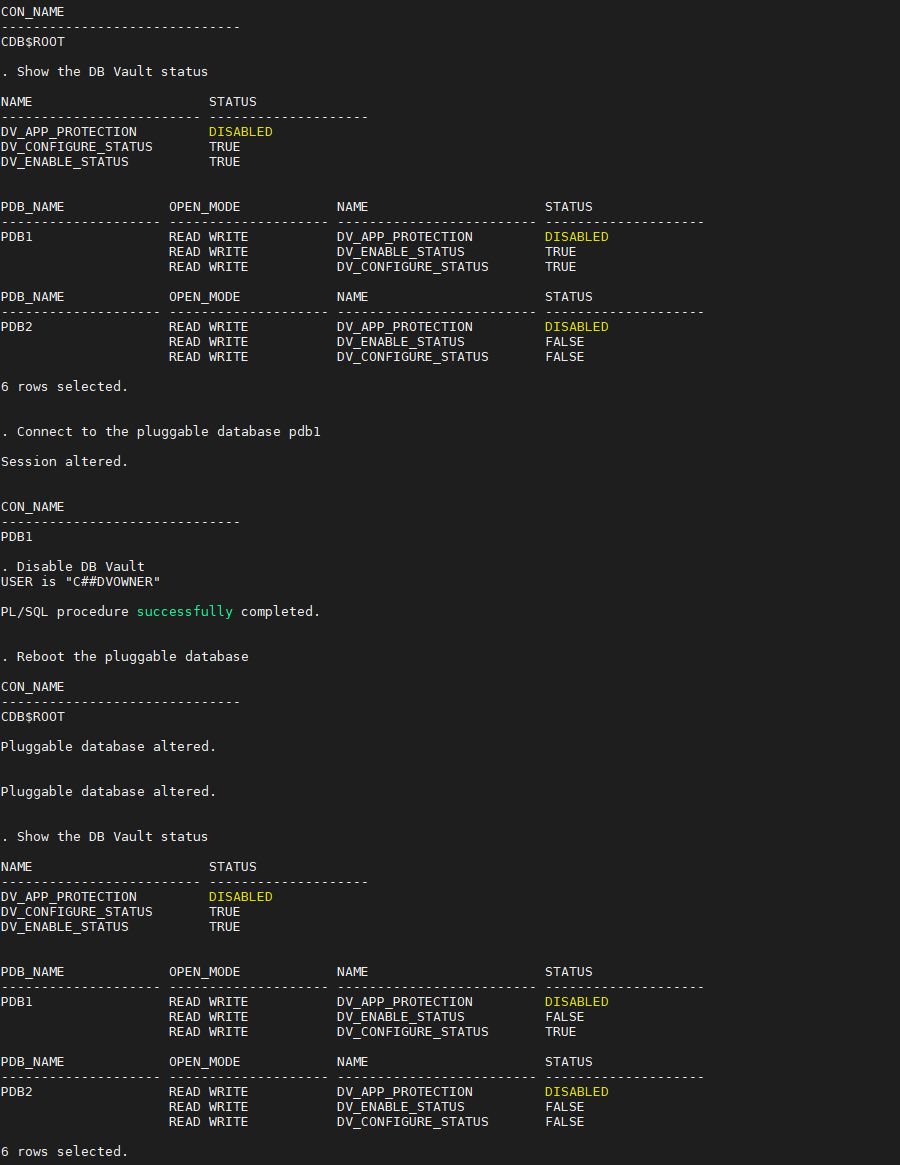 CON_NAME
------------------------------
CDB$ROOT
. Show the DB Vault status
NAME                      STATUS
------------------------- --------------------
DV_APP_PROTECTION         DISABLED
DV_CONFIGURE_STATUS       TRUE
DV_ENABLE_STATUS          TRUE
PDB_NAME             OPEN_MODE            NAME                      STATUS
-------------------- -------------------- ------------------------- --------------------
PDB1                 READ WRITE           DV_APP_PROTECTION         DISABLED
                     READ WRITE           DV_ENABLE_STATUS          TRUE
                     READ WRITE           DV_CONFIGURE_STATUS       TRUE
PDB_NAME             OPEN_MODE            NAME                      STATUS
-------------------- -------------------- ------------------------- --------------------
PDB2                 READ WRITE           DV_APP_PROTECTION         DISABLED
                     READ WRITE           DV_ENABLE_STATUS          FALSE
                     READ WRITE           DV_CONFIGURE_STATUS       FALSE
6 rows selected.
. Connect to the pluggable database pdb1
Session altered.
CON_NAME
------------------------------
PDB1
. Disable DB Vault
USER is "C##DVOWNER"
PL/SQL procedure successfully completed.
. Reboot the pluggable database
CON_NAME
------------------------------
CDB$ROOT
Pluggable database altered.
Pluggable database altered.
. Show the DB Vault status
NAME                      STATUS
------------------------- --------------------
DV_APP_PROTECTION         DISABLED
DV_CONFIGURE_STATUS       TRUE
DV_ENABLE_STATUS          TRUE
PDB_NAME             OPEN_MODE            NAME                      STATUS
-------------------- -------------------- ------------------------- --------------------
PDB1                 READ WRITE           DV_APP_PROTECTION         DISABLED
                     READ WRITE           DV_ENABLE_STATUS          FALSE
                     READ WRITE           DV_CONFIGURE_STATUS       TRUE
PDB_NAME             OPEN_MODE            NAME                      STATUS
-------------------- -------------------- ------------------------- --------------------
PDB2                 READ WRITE           DV_APP_PROTECTION         DISABLED
                     READ WRITE           DV_ENABLE_STATUS          FALSE
                     READ WRITE           DV_CONFIGURE_STATUS       FALSE
6 rows selected.